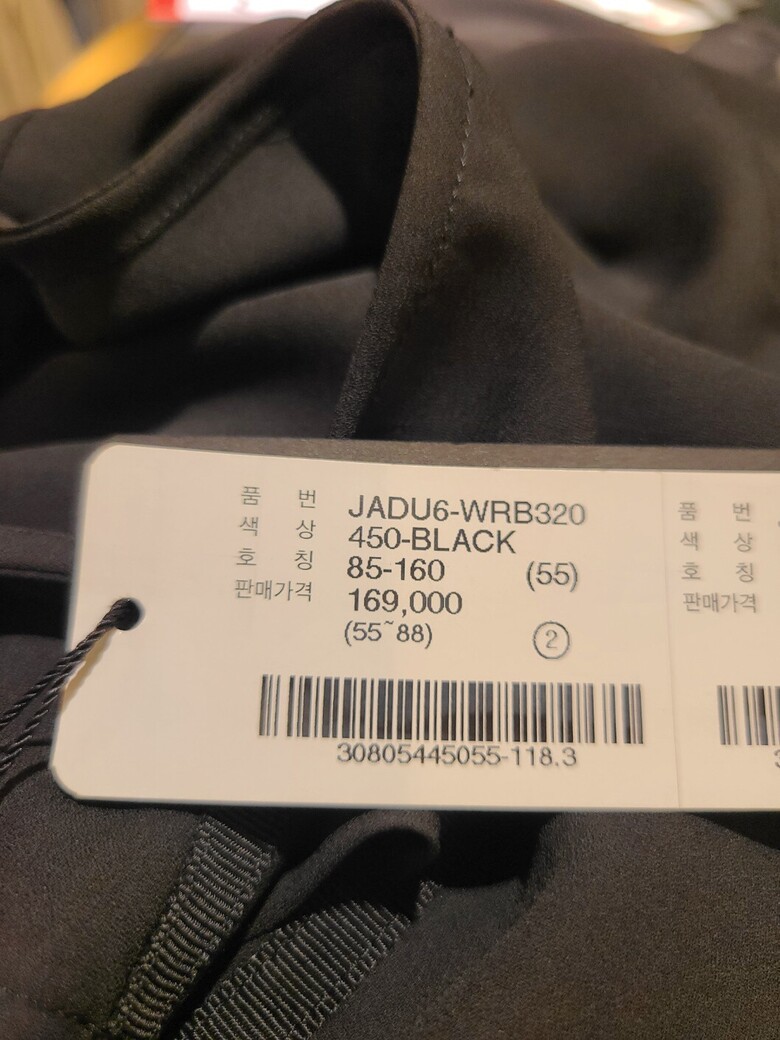 품 번 JADU6-WRB320
색 상 450-BLACK
호 칭 85-160 (55)
판매가격 169,000
(55~88) 2
30805445055-118.3
품 번
색 상
호 칭
판매가격